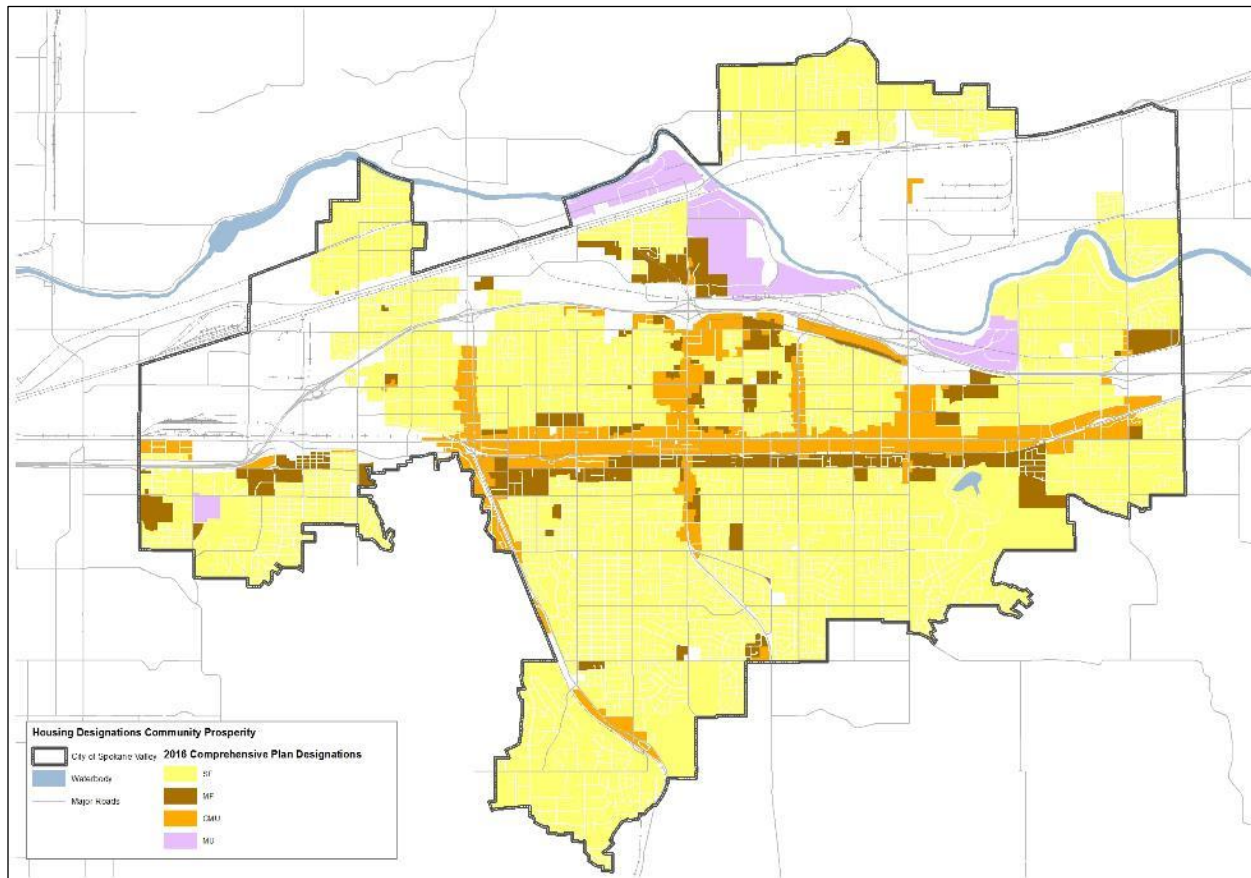 Housing Designations Community Prosperity
City of Spokane Valley
Waterbody
Major Roads
2016 Comprehensive Plan Designations
SF
MF
CMU
MU